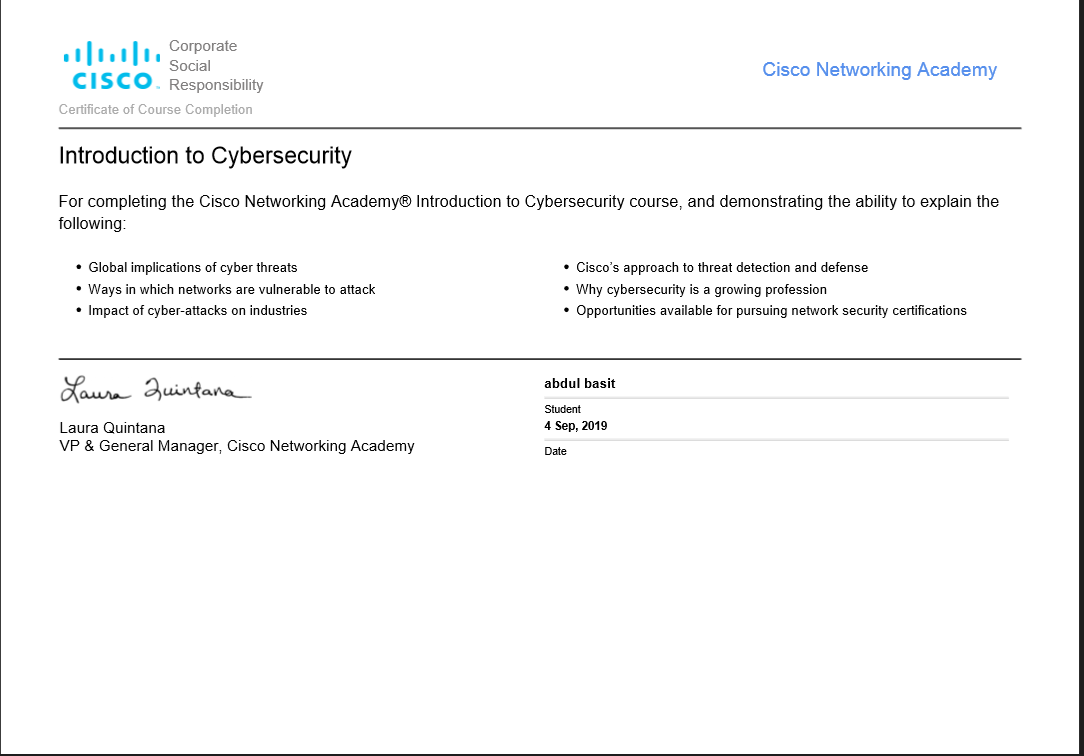 Corporate
Social
Responsibility
CISCO
Certificate of Course Completion
Cisco Networking Academy
Introduction to Cybersecurity
For completing the Cisco Networking Academy® Introduction to Cybersecurity course, and demonstrating the ability to explain the
following:
• Global implications of cyber threats
• Ways in which networks are vulnerable to attack
• Impact of cyber-attacks on industries
• Cisco’s approach to threat detection and defense
• Why cybersecurity is a growing profession
• Opportunities available for pursuing network security certifications
Laura Quintana
Laura Quintana
VP & General Manager, Cisco Networking Academy
abdul basit
Student
4 Sep, 2019
Date